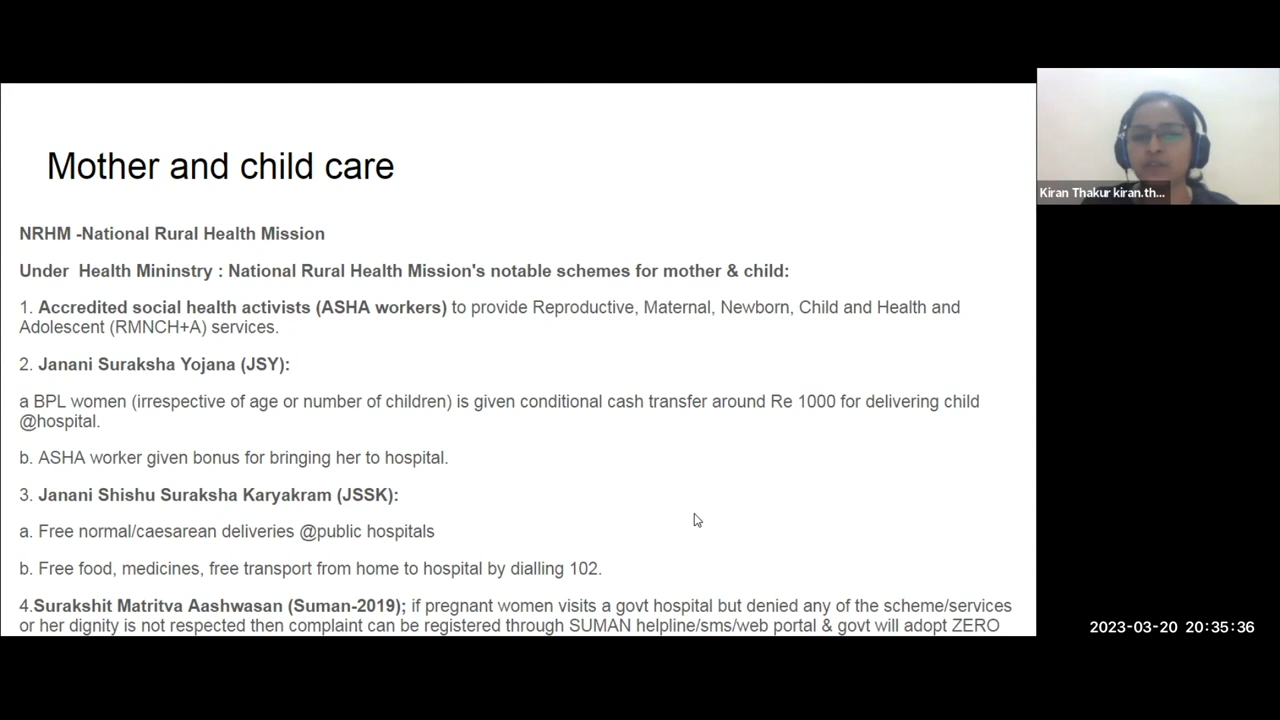 Mother and child care
NRHM -National Rural Health Mission
Under Health Mininstry : National Rural Health Mission's notable schemes for mother & child:
1. Accredited social health activists (ASHA workers) to provide Reproductive, Maternal, Newborn, Child and Health and
Adolescent (RMNCH+A) services.
2. Janani Suraksha Yojana (JSY):
a BPL women (irrespective of age or number of children) is given conditional cash transfer around Re 1000 for delivering child
@hospital.
b. ASHA worker given bonus for bringing her to hospital.
3. Janani Shishu Suraksha Karyakram (JSSK):
a. Free normal/caesarean deliveries @public hospitals
b. Free food, medicines, free transport from home to hospital by dialling 102.
4.Surakshit Matritva Aashwasan (Suman-2019); if pregnant women visits a govt hospital but denied any of the scheme/services
or her dignity is not respected then complaint can be registered through SUMAN helpline/sms/web portal & govt will adopt ZERO
Kiran Thakur kiran.th...
2023-03-20 20:35:36